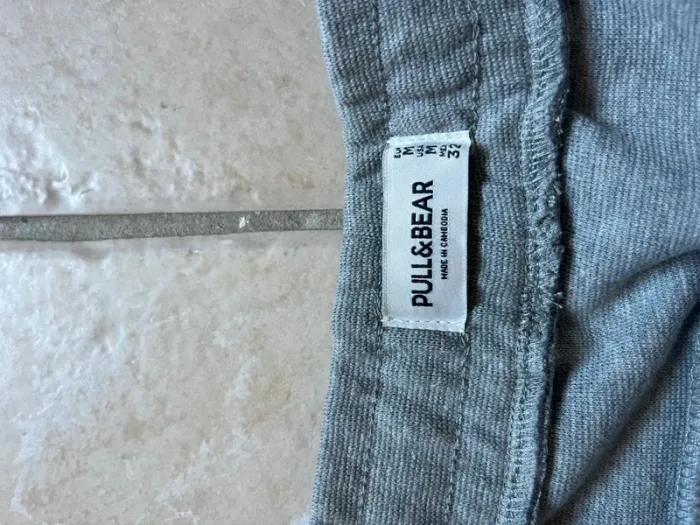 PULL&BEAR
MADE IN CAMBODIA
EUR M
USA M
MEX 32